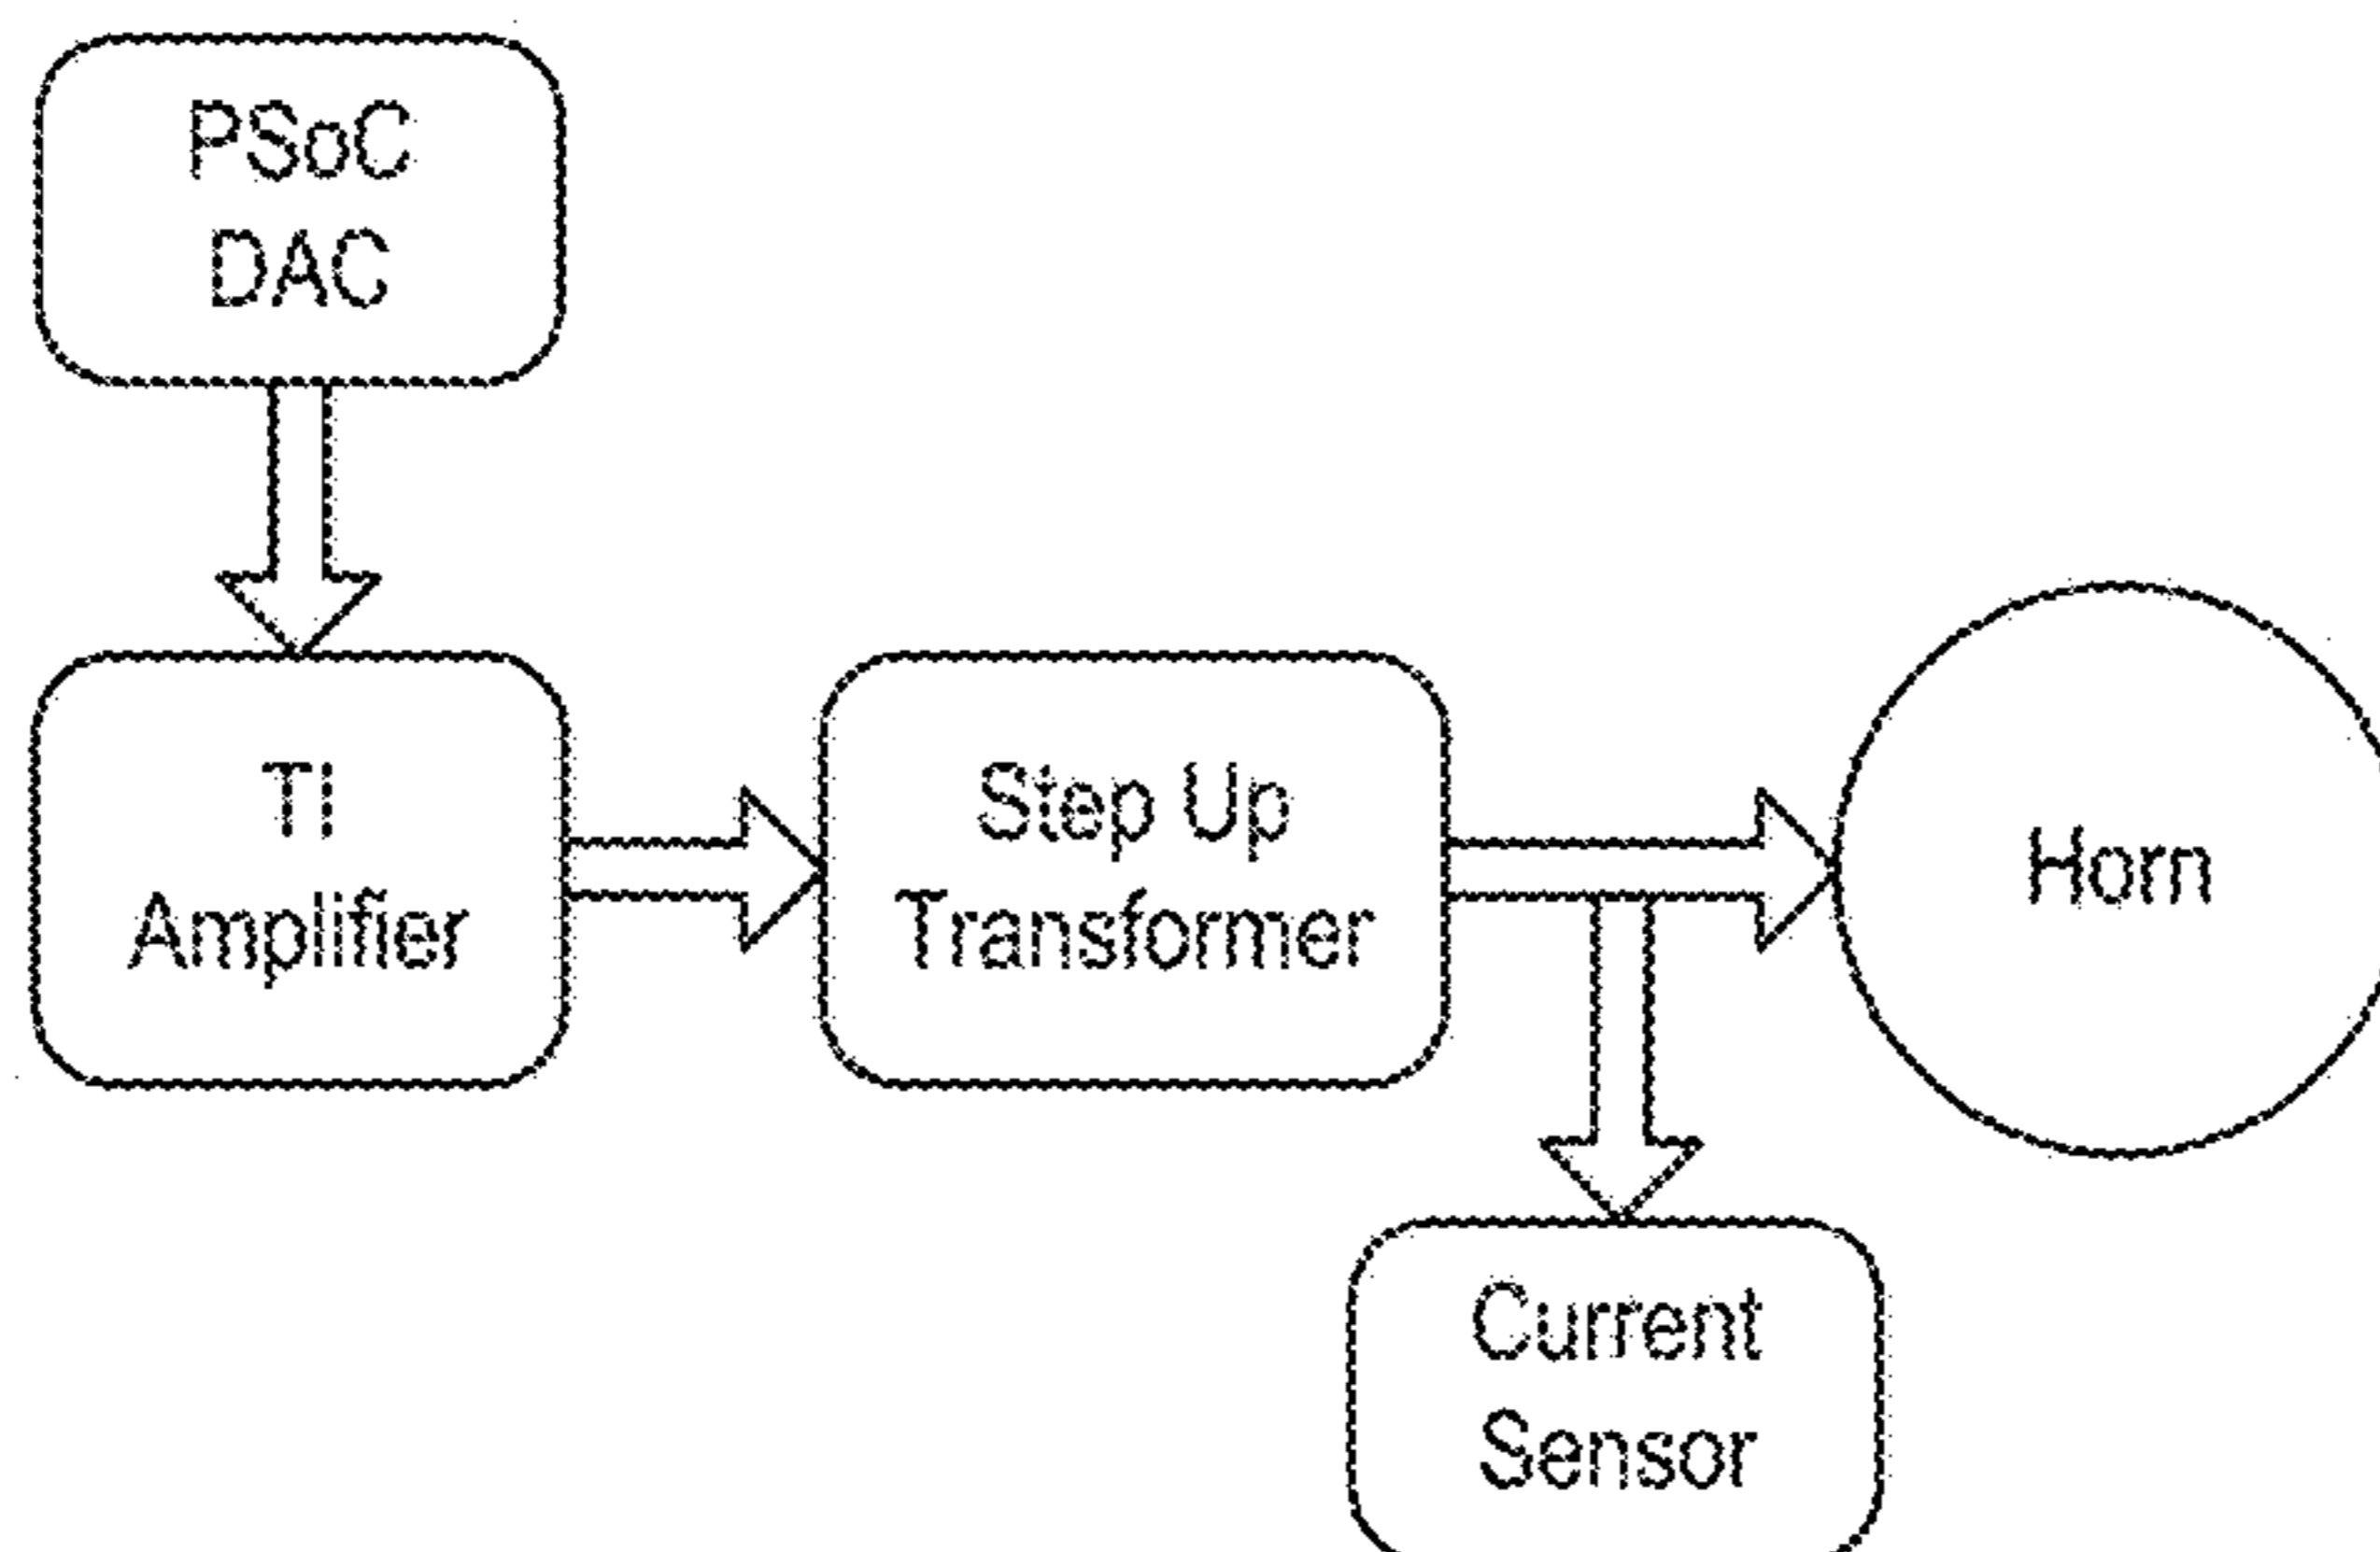 PSoC
DAC
TI
Amplifier
Step Up
Transformer
Horn
Current
Sensor